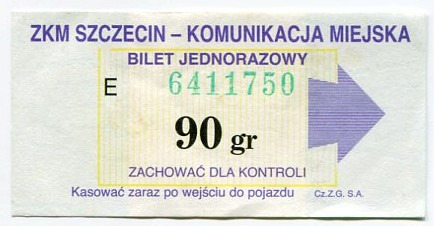 ZKM SZCZECIN – KOMUNIKACJA MIEJSKA
BILET JEDNORAZOWY
E 6411750
90 gr
ZACHOWAĆ DLA KONTROLI
Kasować zaraz po wejściu do pojazdu Cz.Z.G. S.A.